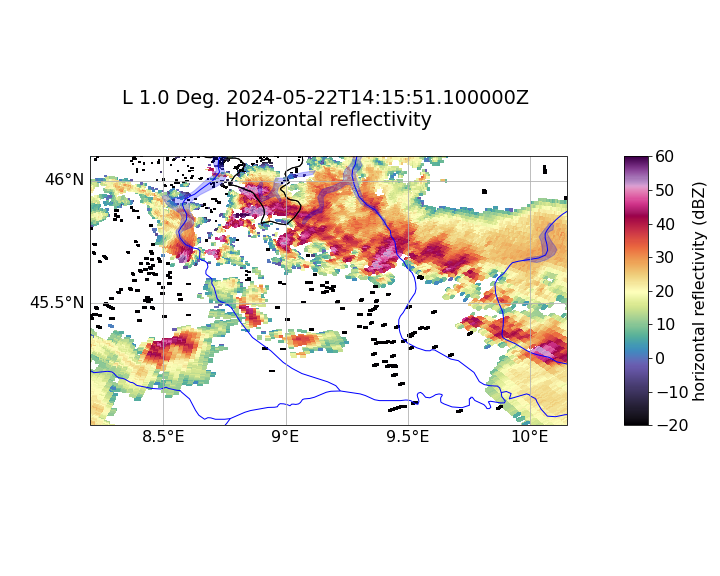 L 1.0 Deg. 2024-05-22T14:15:51.100000Z
Horizontal reflectivity
46°N
45.5°N
8.5°E
9°E
9.5°E
10°E
60
50
40
30
20
10
0
−10
−20
horizontal reflectivity (dBZ)